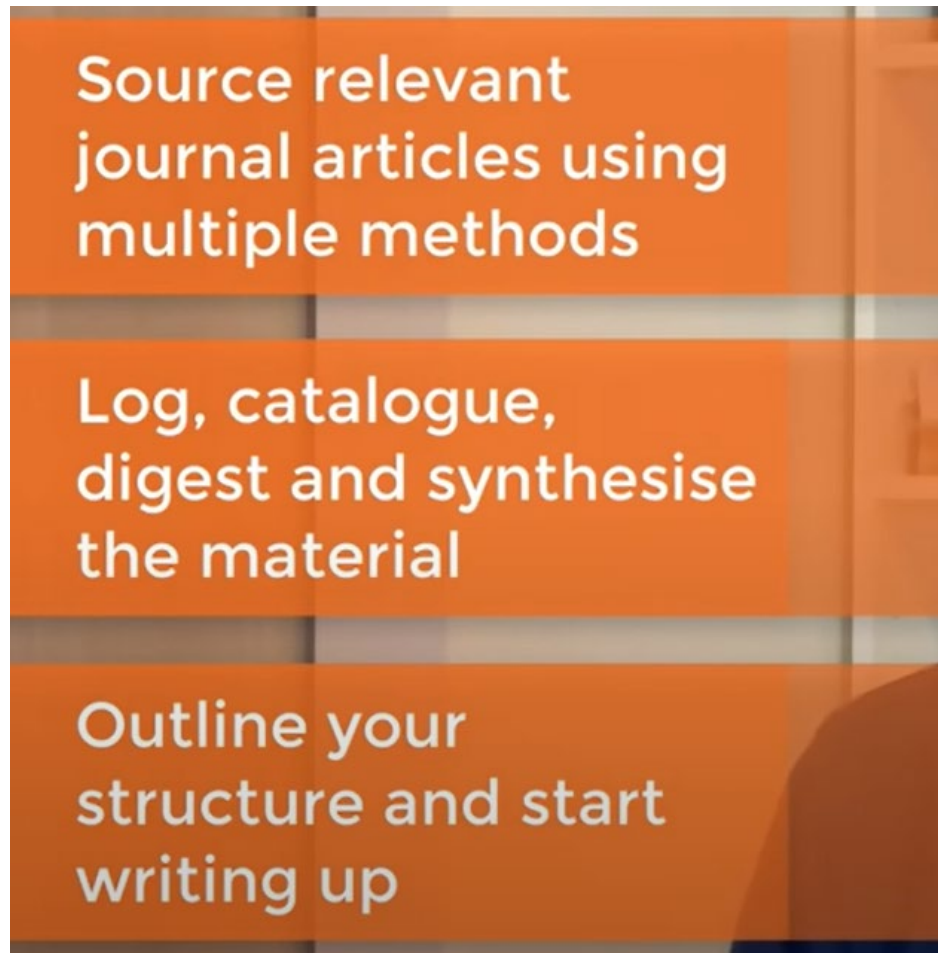 Source relevant
journal articles using
multiple methods
Log, catalogue,
digest and synthesise
the material
Outline your
structure and start
writing up